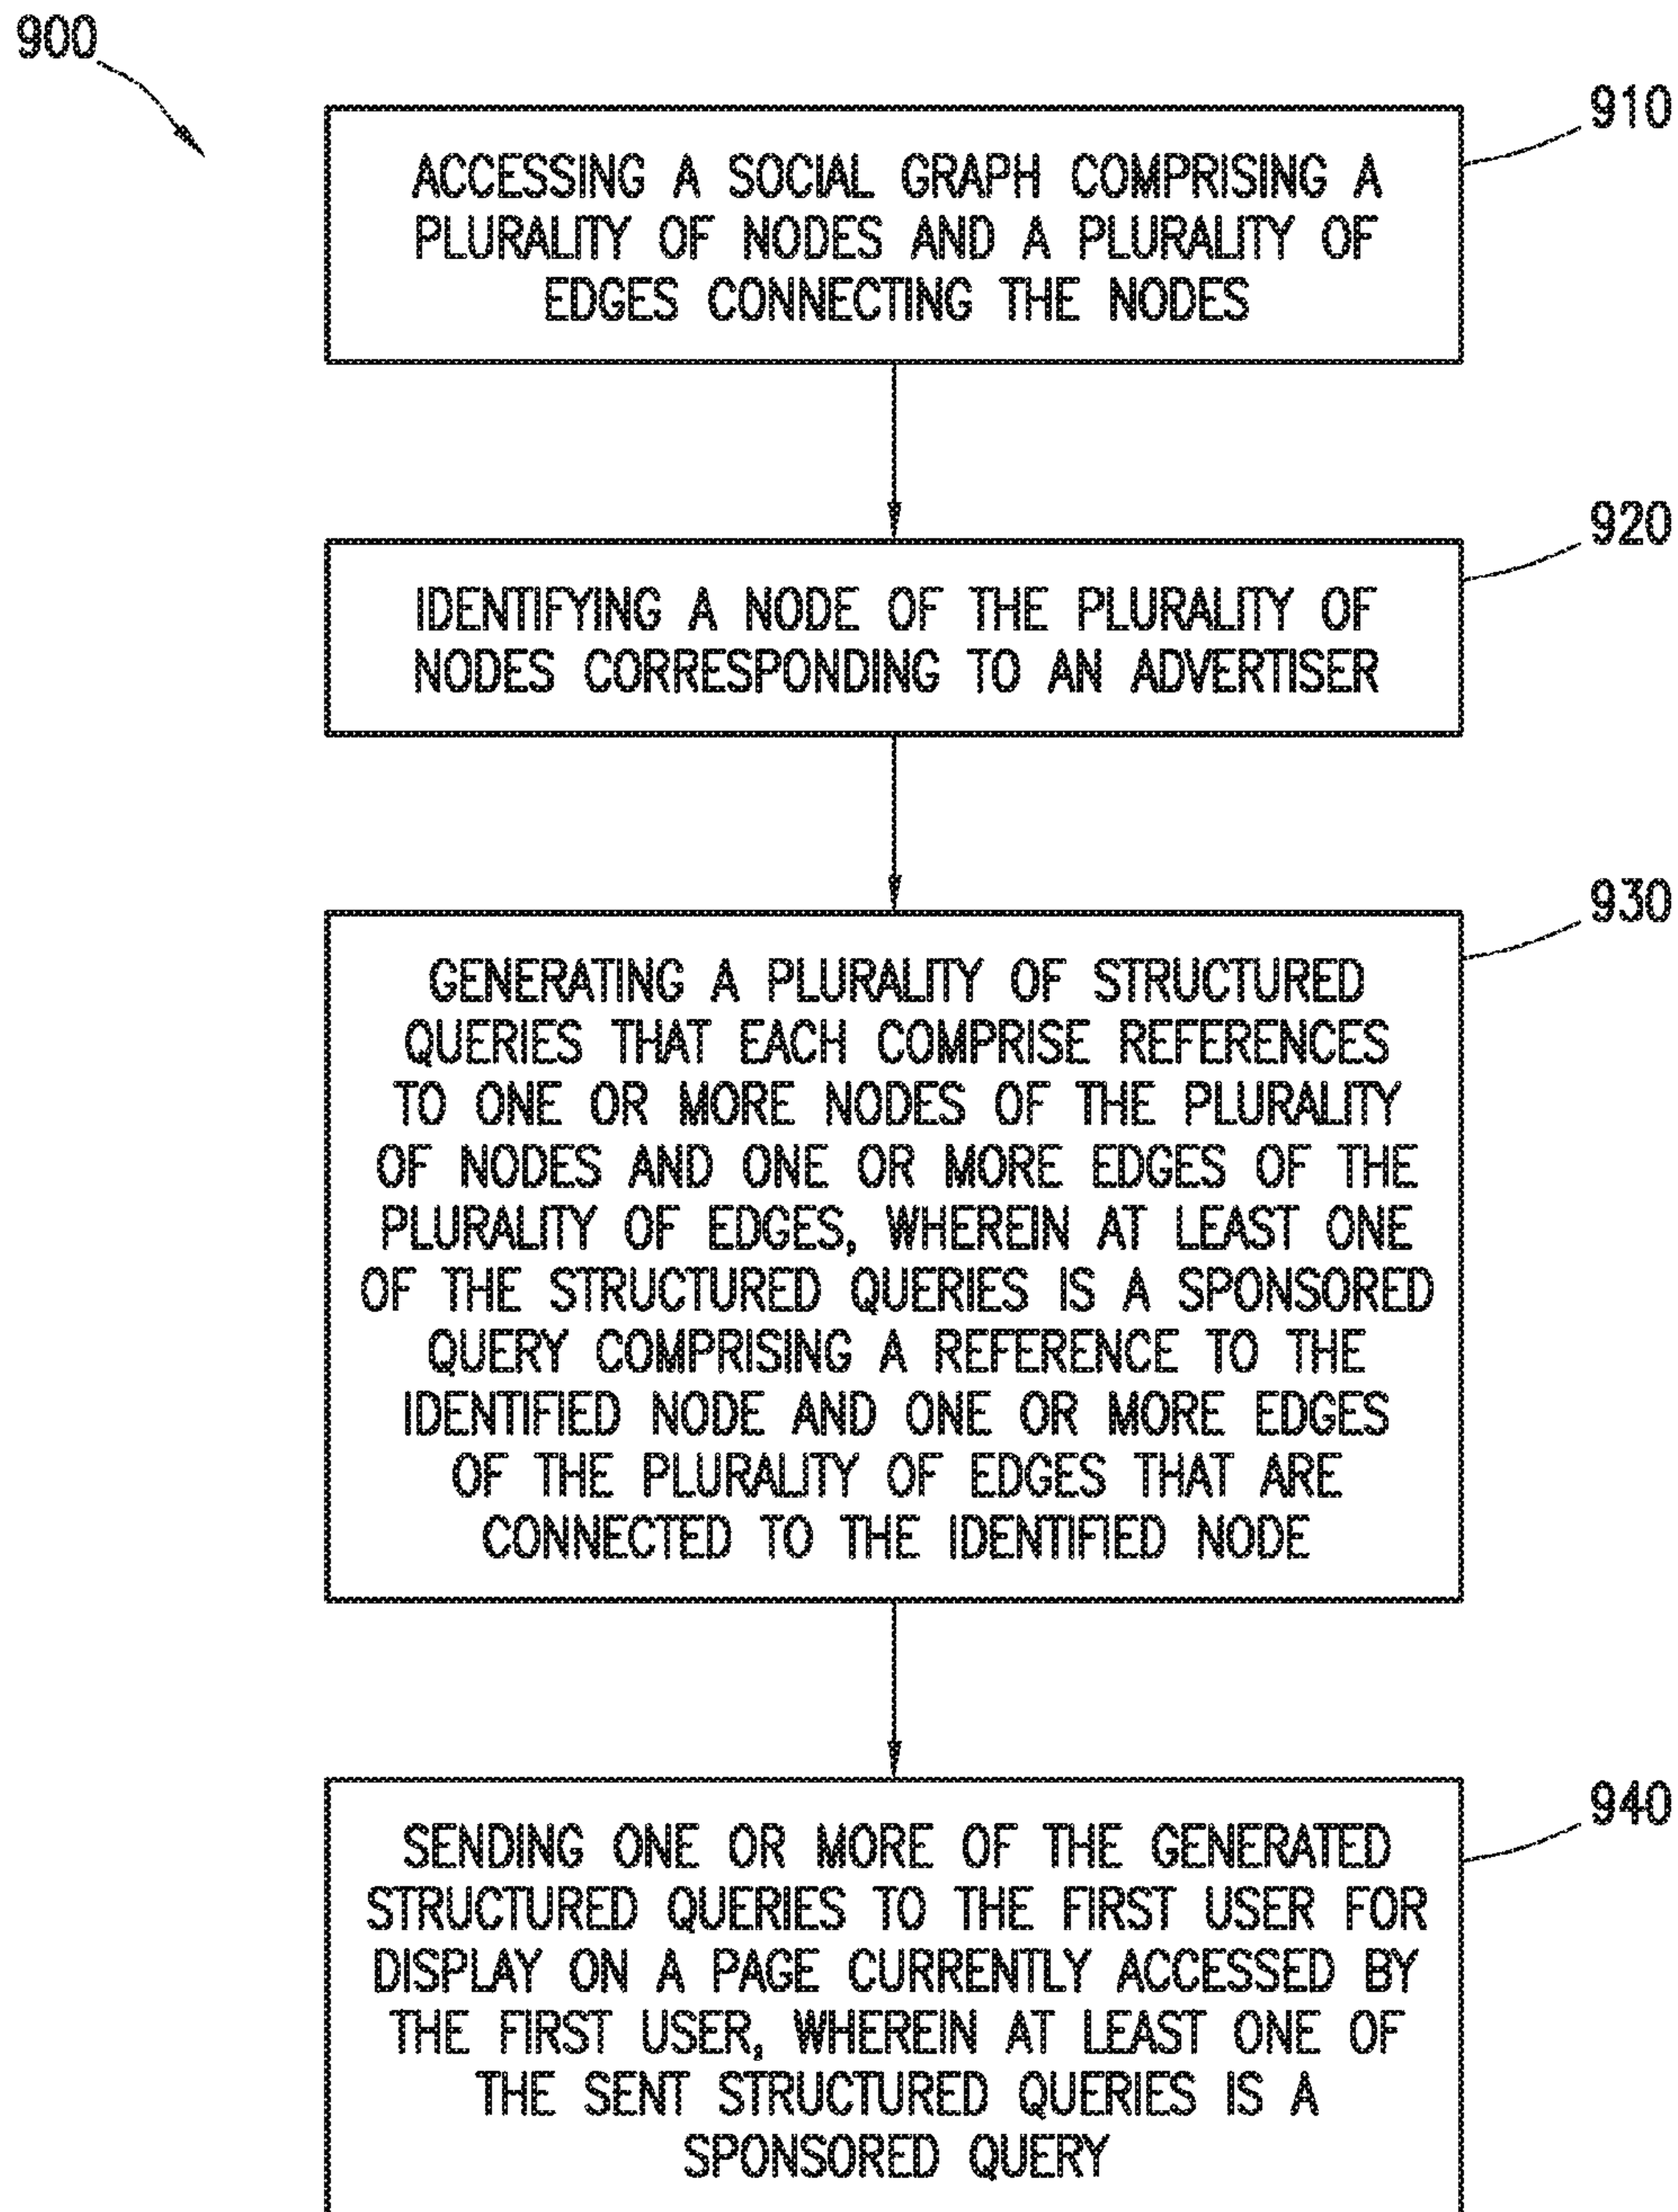 900
910
ACCESSING A SOCIAL GRAPH COMPRISING A
PLURALITY OF NODES AND A PLURALITY OF
EDGES CONNECTING THE NODES
920
IDENTIFYING A NODE OF THE PLURALITY OF
NODES CORRESPONDING TO AN ADVERTISER
930
GENERATING A PLURALITY OF STRUCTURED
QUERIES THAT EACH COMPRISE REFERENCES
TO ONE OR MORE NODES OF THE PLURALITY
OF NODES AND ONE OR MORE EDGES OF THE
PLURALITY OF EDGES, WHEREIN AT LEAST ONE
OF THE STRUCTURED QUERIES IS A SPONSORED
QUERY COMPRISING A REFERENCE TO THE
IDENTIFIED NODE AND ONE OR MORE EDGES
OF THE PLURALITY OF EDGES THAT ARE
CONNECTED TO THE IDENTIFIED NODE
940
SENDING ONE OR MORE OF THE GENERATED
STRUCTURED QUERIES TO THE FIRST USER FOR
DISPLAY ON A PAGE CURRENTLY ACCESSED BY
THE FIRST USER, WHEREIN AT LEAST ONE OF
THE SENT STRUCTURED QUERIES IS A
SPONSORED QUERY